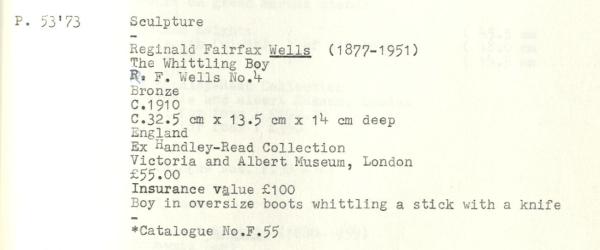 P. 53'73 Sculpture
-
Reginald Fairfax Wells (1877-1951)
The Whittling Boy
R. F. Wells No.4
Bronze
C.1910
C.32.5 cm x 13.5 cm x 14 cm deep
England
Ex Handley-Read Collection
Victoria and Albert Museum, London
£55.00
Insurance value £100
Boy in oversize boots whittling a stick with a knife
-
*Catalogue No.F.55